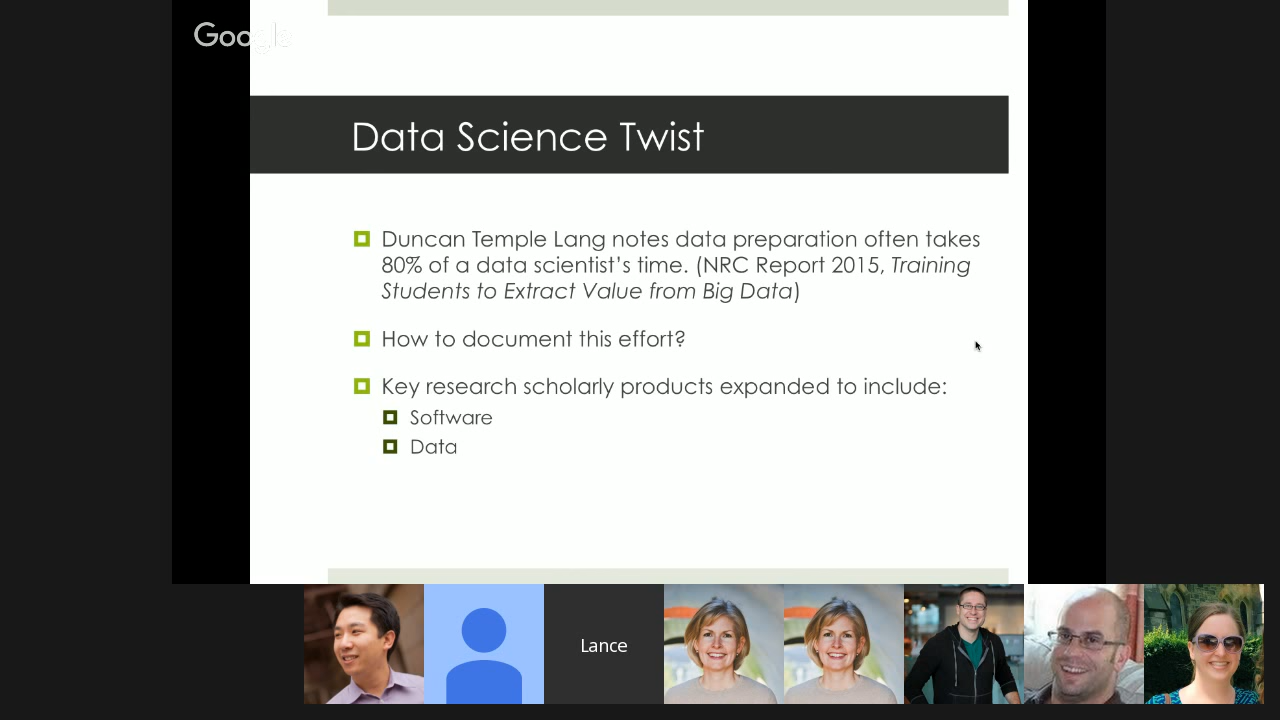 Google
Data Science Twist
Duncan Temple Lang notes data preparation often takes
80% of a data scientist's time. (NRC Report 2015, Training
Students to Extract Value from Big Data)
How to document this effort?
Key research scholarly products expanded to include:
Software
Data
Lance